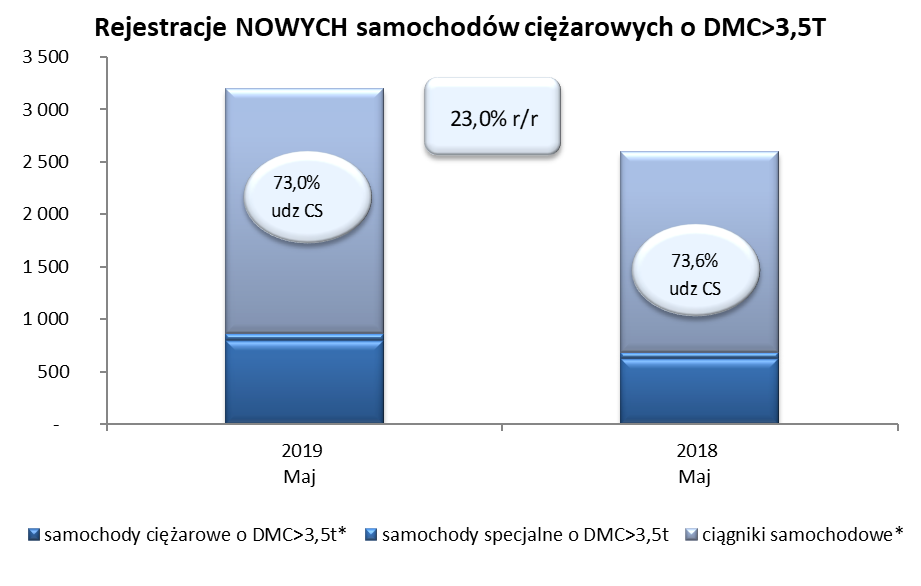 Rejestracje NOWYCH samochodów ciężarowych o DMC>3,5T
3 500
3 000
2 500
2 000
1 500
1 000
500
-
23,0% r/r
73,0%
udz CS
73,6%
udz CS
2019
Maj
2018
Maj
samochody ciężarowe o DMC>3,5t*
samochody specjalne o DMC>3,5t
ciągniki samochodowe*